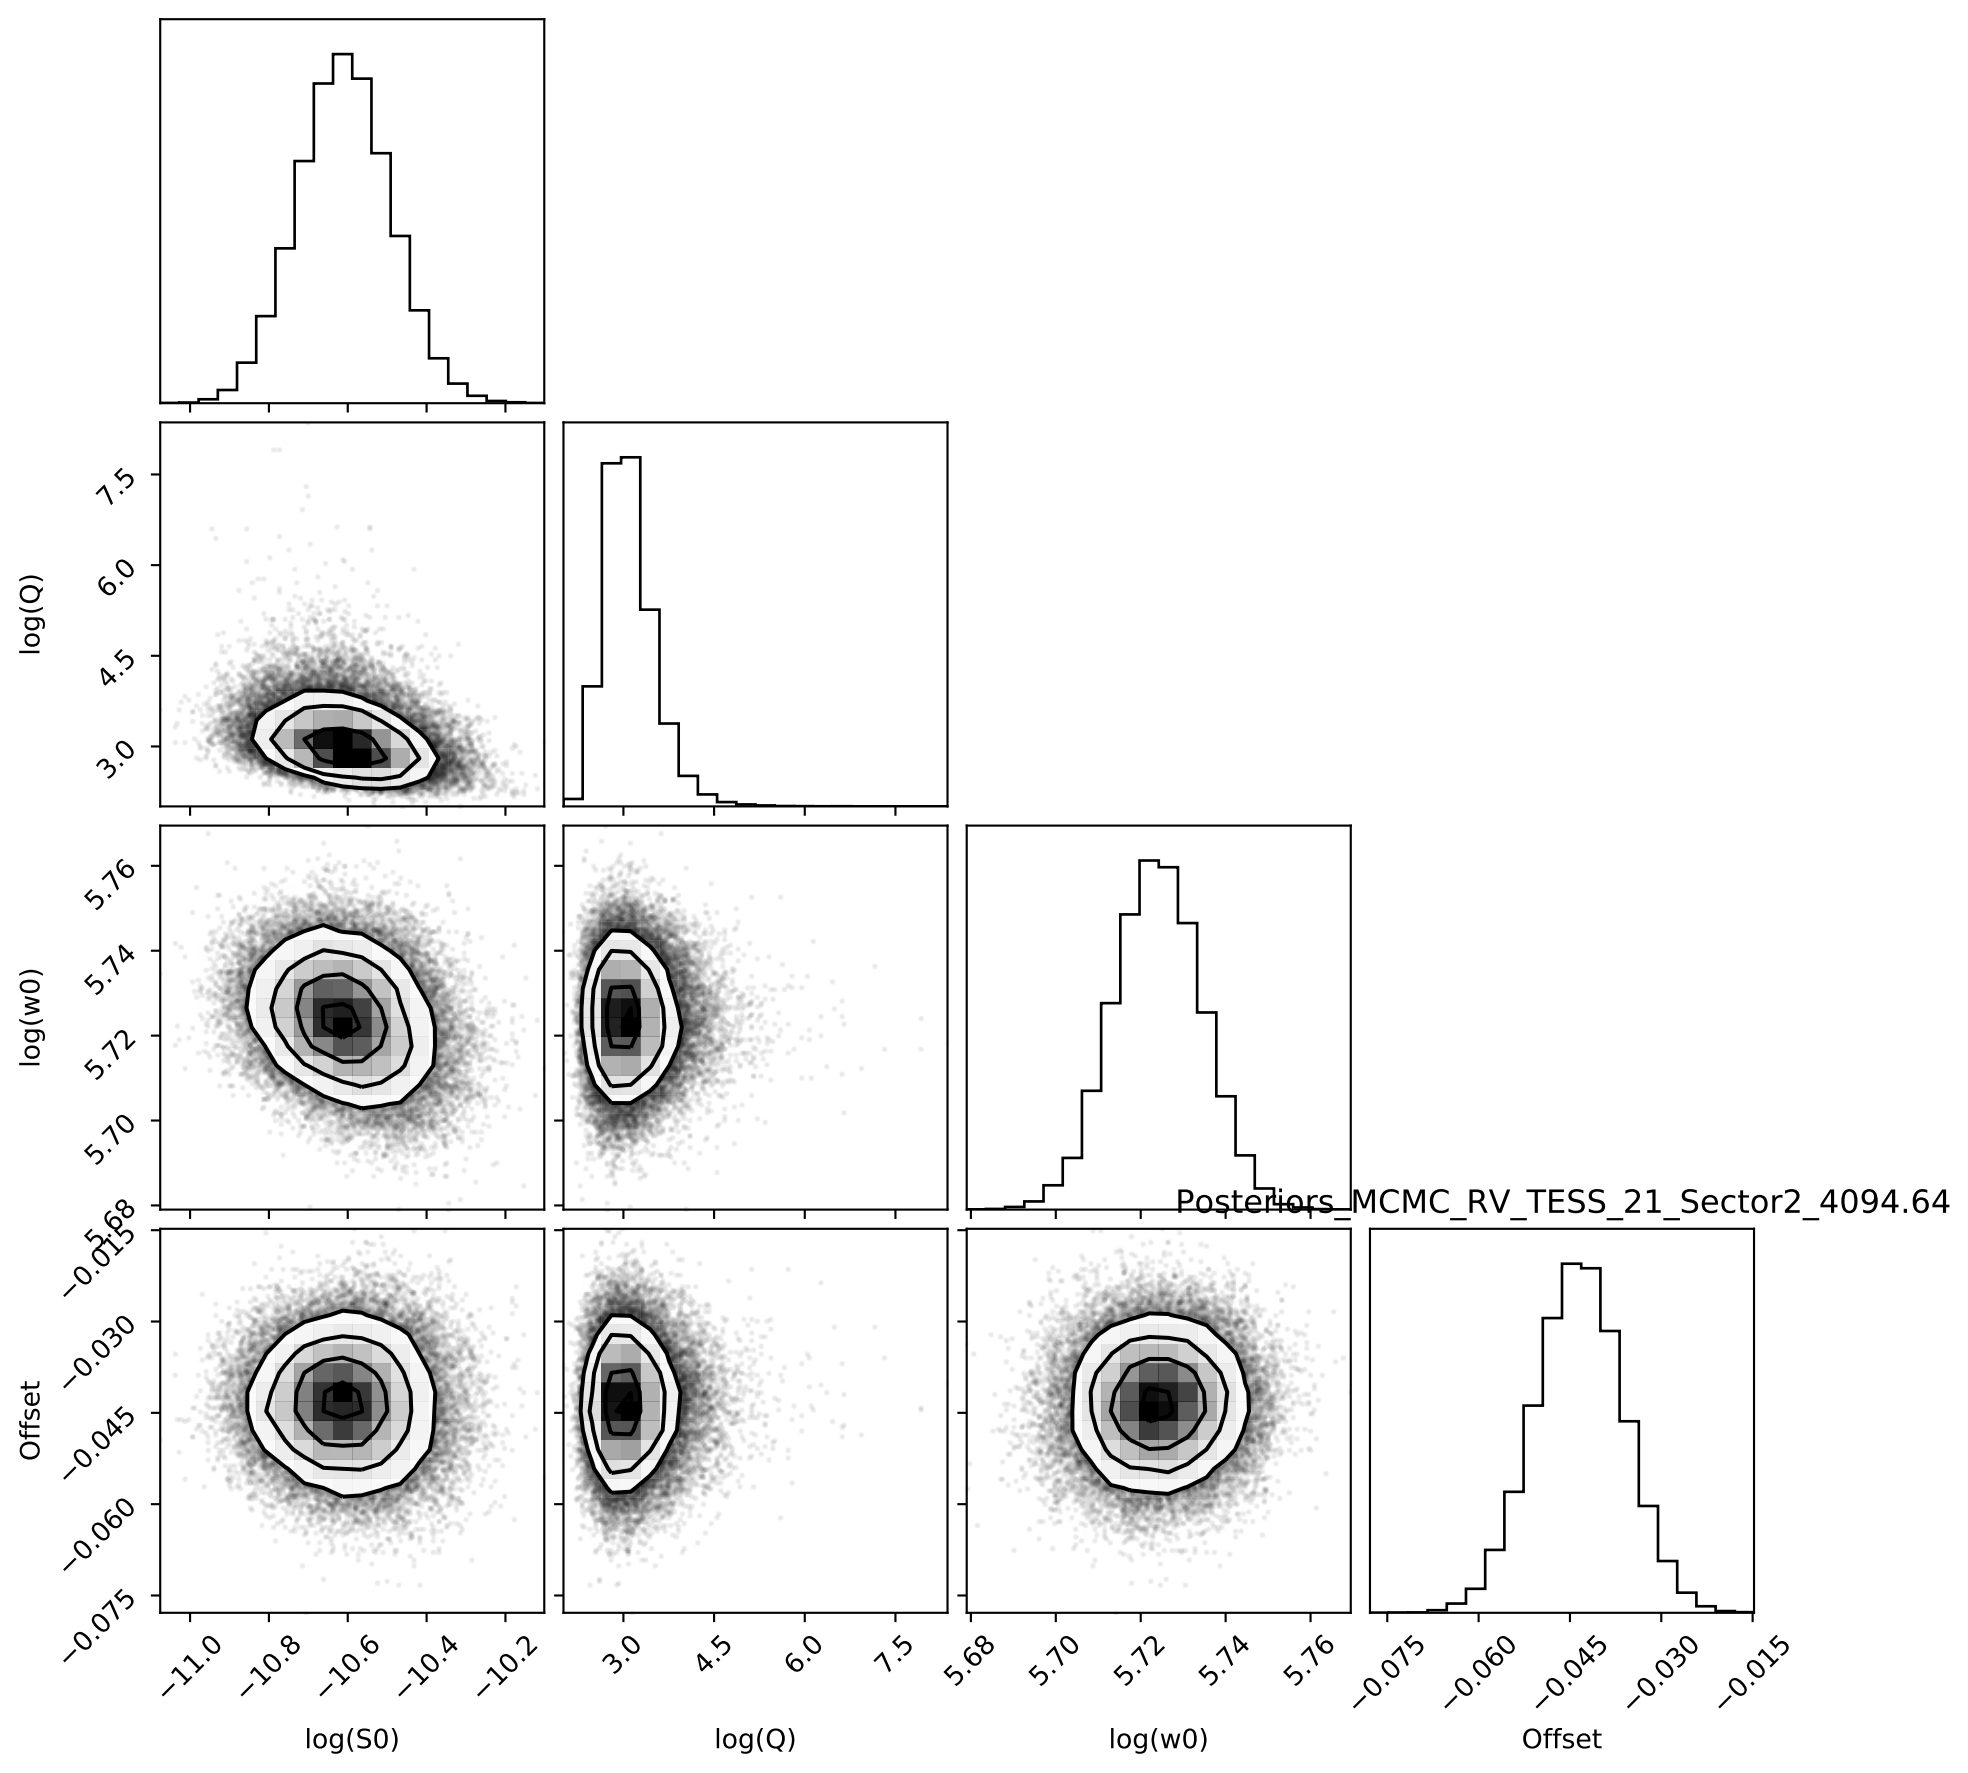 7.5
6.0
4.5
3.0
log(Q)
5.76
5.74
5.72
5.70
5.68
log(w0)
Posteriors_MCMC_RV_TESS_21_Sector2_4094.64
−0.015
−0.030
−0.045
−0.060
−0.075
Offset
−11.0 −10.8 −10.6 −10.4 −10.2
3.0 4.5 6.0 7.5
5.68 5.70 5.72 5.74 5.76
−0.075 −0.060 −0.045 −0.030 −0.015
log(S0) log(Q) log(w0) Offset